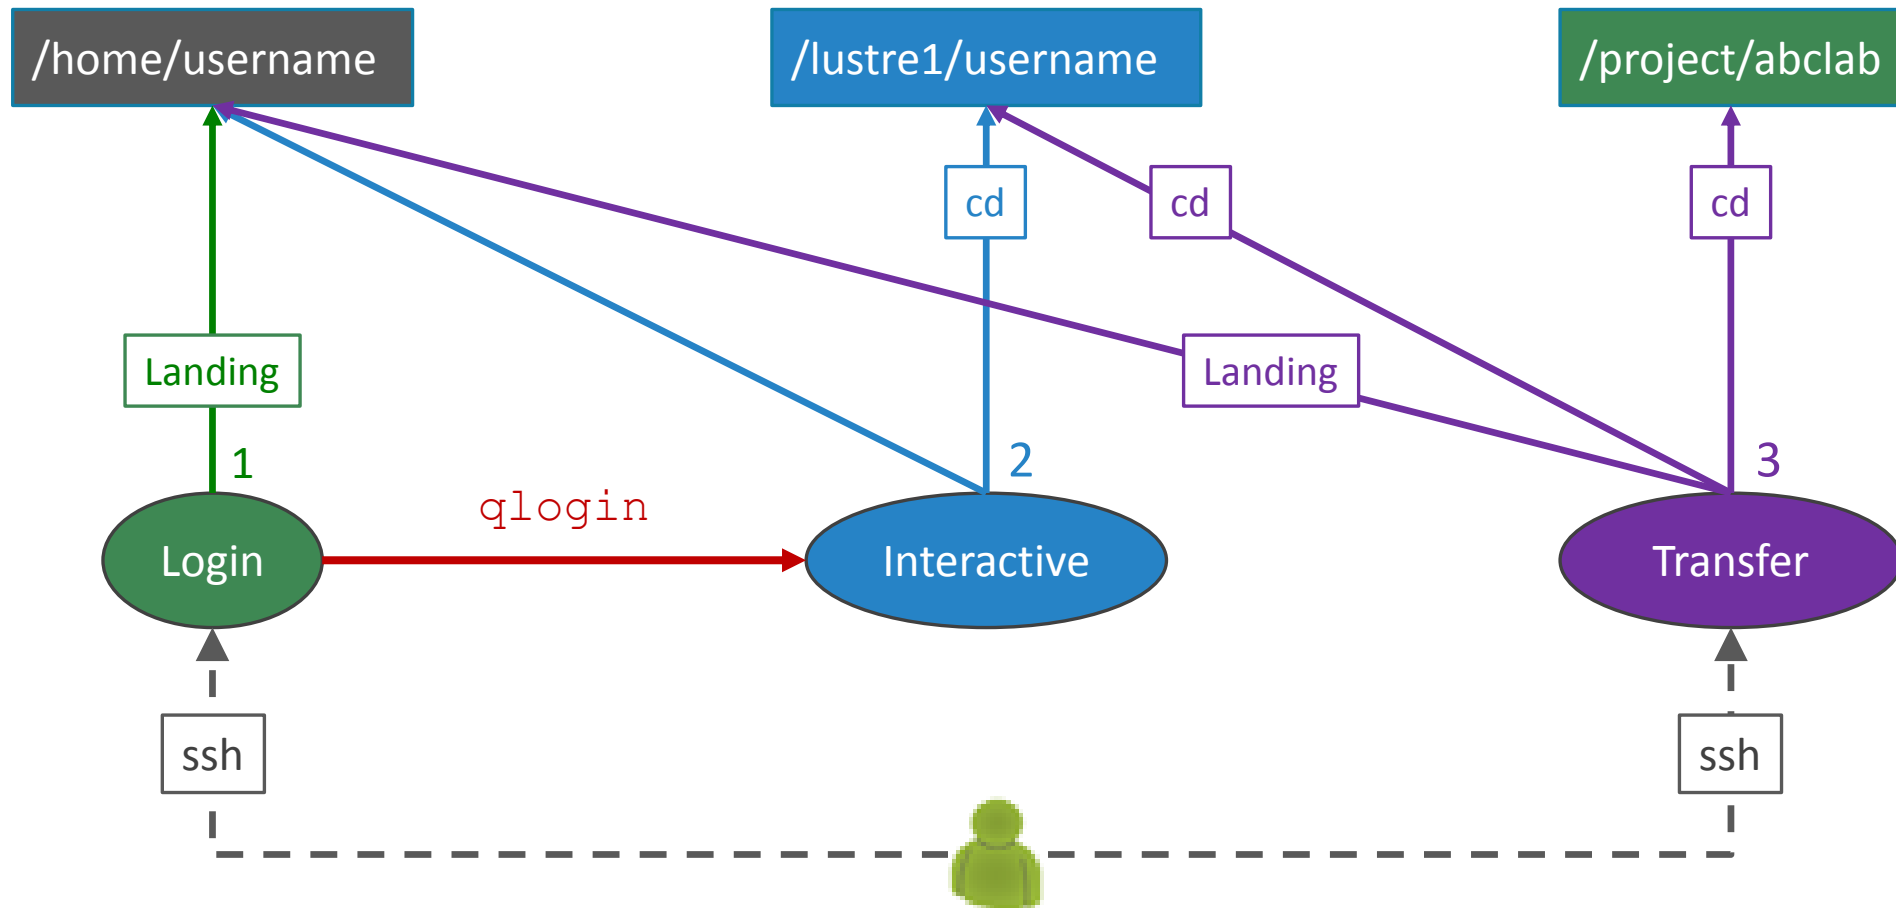 /home/username
/lustre1/username
/project/abclab
cd
cd
cd
Landing
Landing
1
2
3
qlogin
Login
Interactive
Transfer
ssh
ssh